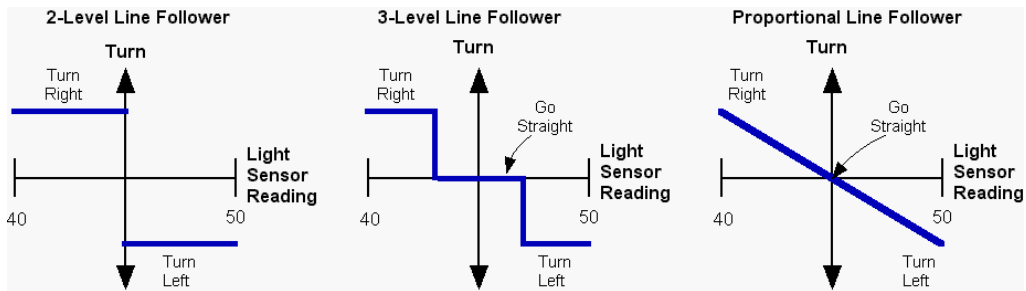 2-Level Line Follower
Turn
Turn
Right
Light
Sensor
Reading
40
50
Turn
Left
3-Level Line Follower
Turn
Turn
Right
Go
Straight
Light
Sensor
Reading
40
50
Turn
Left
Proportional Line Follower
Turn
Turn
Right
Go
Straight
Light
Sensor
Reading
40
50
Turn
Left